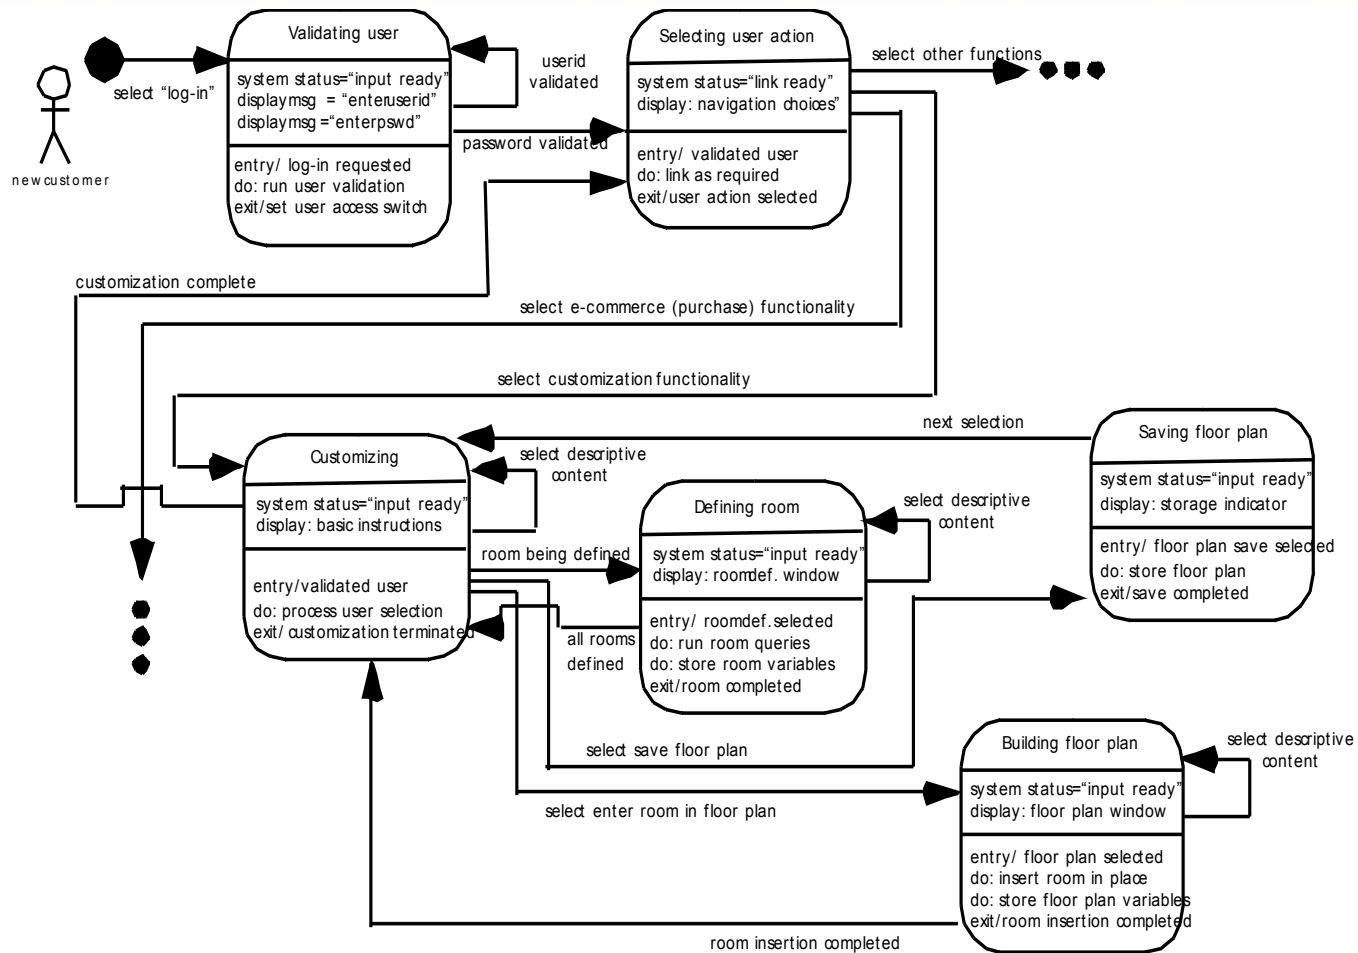 Validating user
system status=“input ready”
displaymsg = “enteruserid”
displaymsg =“enterpswd”
entry/ log-in requested
do: run user validation
exit/set user access switch
select “log-in”
newcustomer
userid
validated
password validated
Selecting user action
system status=“link ready”
display: navigation choices”
entry/ validated user
do: link as required
exit/user action selected
select other functions
customization complete
select e-commerce (purchase) functionality
select customization functionality
next selection
Customizing
system status=“input ready”
display: basic instructions
entry/validated user
do: process user selection
exit/ customization terminated
select descriptive
content
room being defined
all rooms
defined
Defining room
system status=“input ready”
display: roomdef. window
entry/ roomdef.selected
do: run room queries
do: store room variables
exit/room completed
select descriptive
content
Saving floor plan
system status=“input ready”
display: storage indicator
entry/ floor plan save selected
do: store floor plan
exit/save completed
select save floor plan
select enter room in floor plan
Building floor plan
system status=“input ready”
display: floor plan window
entry/ floor plan selected
do: insert room in place
do: store floor plan variables
exit/room insertion completed
select descriptive
content
room insertion completed